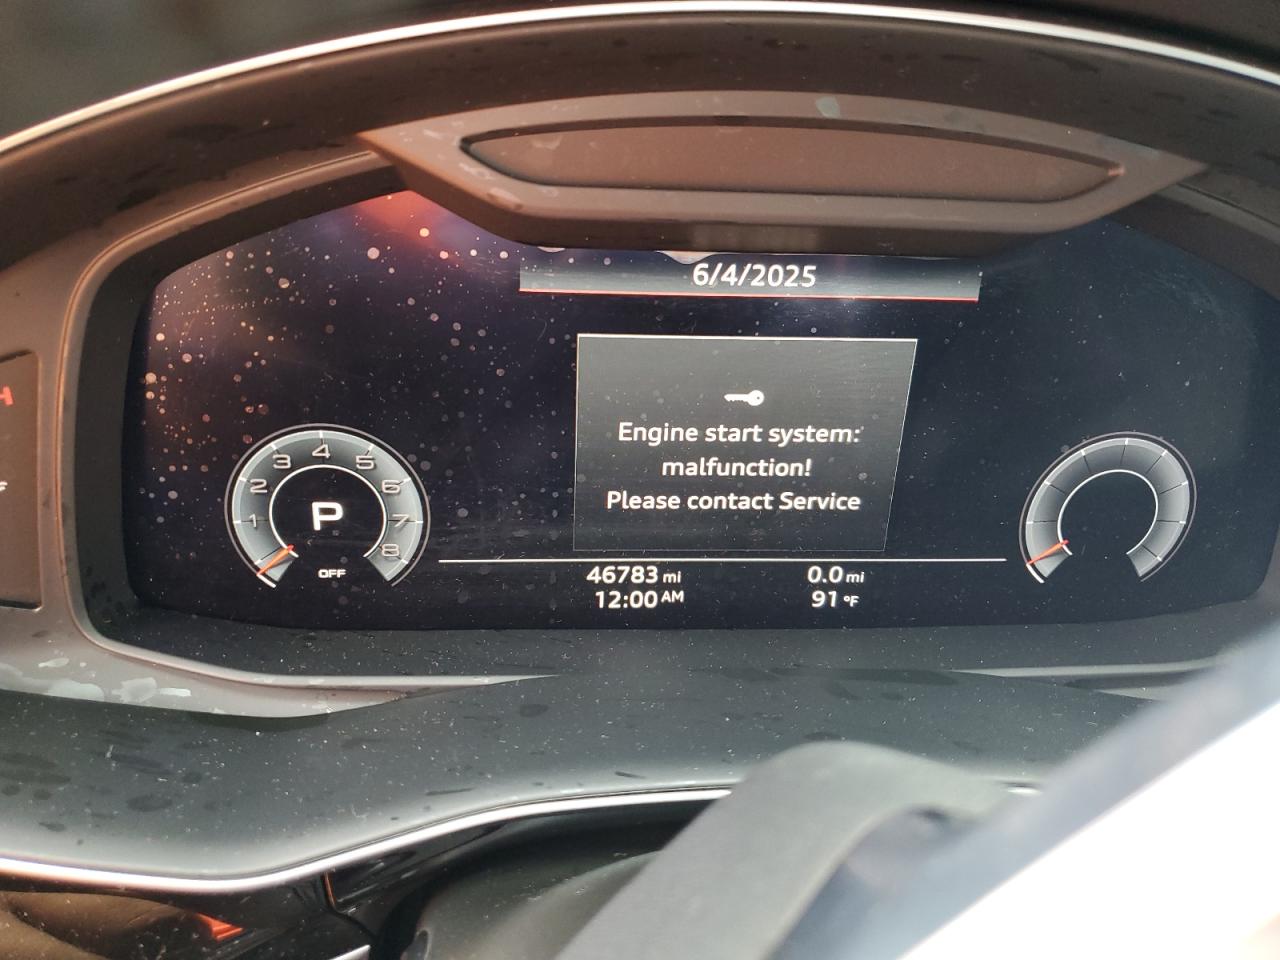 6/4/2025
Engine start system:
malfunction!
Please contact Service
1 2 3 4 5 6 7 8
P
OFF
46783 mi
0.0 mi
12:00 AM
91 °F